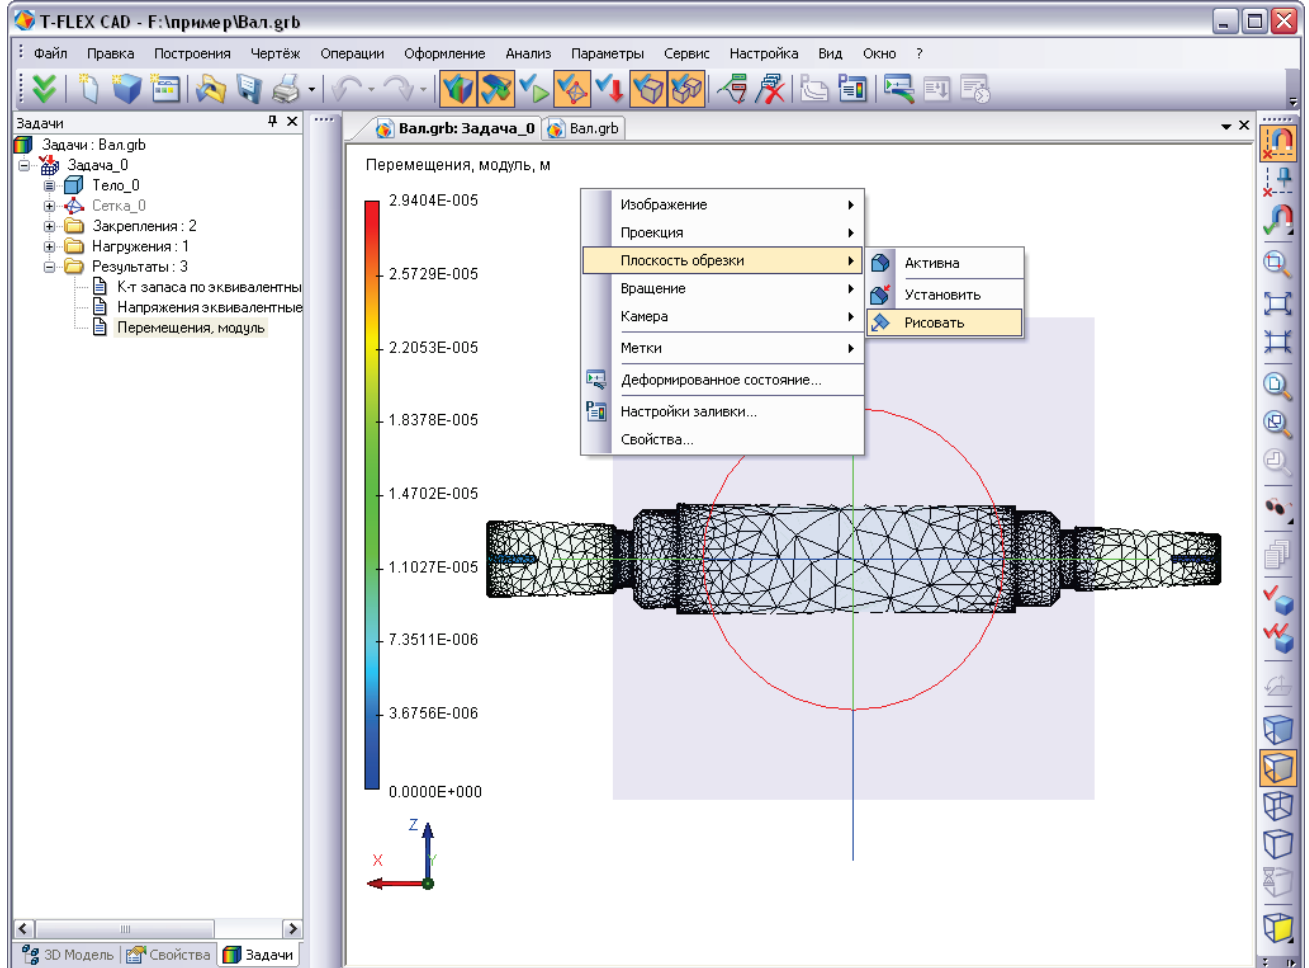 T-FLEX CAD - F:\пример\Вал.grb
Файл Правка Построения Чертёж Операции Оформление Анализ Параметры Сервис Настройка Вид Окно ?
Задачи
Задачи : Вал.grb
Задача_0
Тело_0
Сетка_0
Закрепления : 2
Нагружения : 1
Результаты : 3
К-т запаса по эквивалентны
Напряжения эквивалентные
Перемещения, модуль
3D Модель Свойства Задачи
Вал.grb: Задача_0 Вал.grb
Перемещения, модуль, м
2.9404E-005
2.5729E-005
2.2053E-005
1.8378E-005
1.4702E-005
1.1027E-005
7.3511E-006
3.6756E-006
0.0000E+000
Изображение
Проекция
Плоскость обрезки
Вращение
Камера
Метки
Деформированное состояние...
Настройки заливки...
Свойства...
Активна
Установить
Рисовать
Z
X
Y